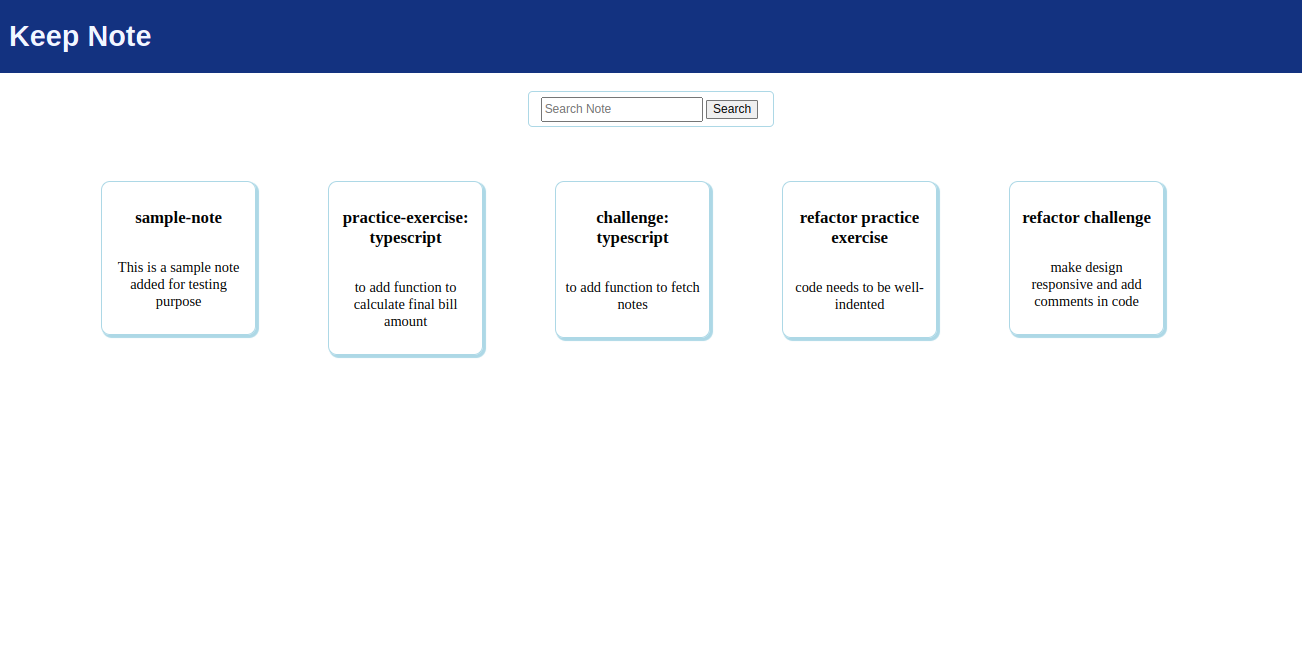 Keep Note
Search Note
Search
sample-note
This is a sample note
added for testing
purpose
practice-exercise:
typescript
to add function to
calculate final bill
amount
challenge:
typescript
to add function to fetch
notes
refactor practice
exercise
code needs to be well-
indented
refactor challenge
make design
responsive and add
comments in code